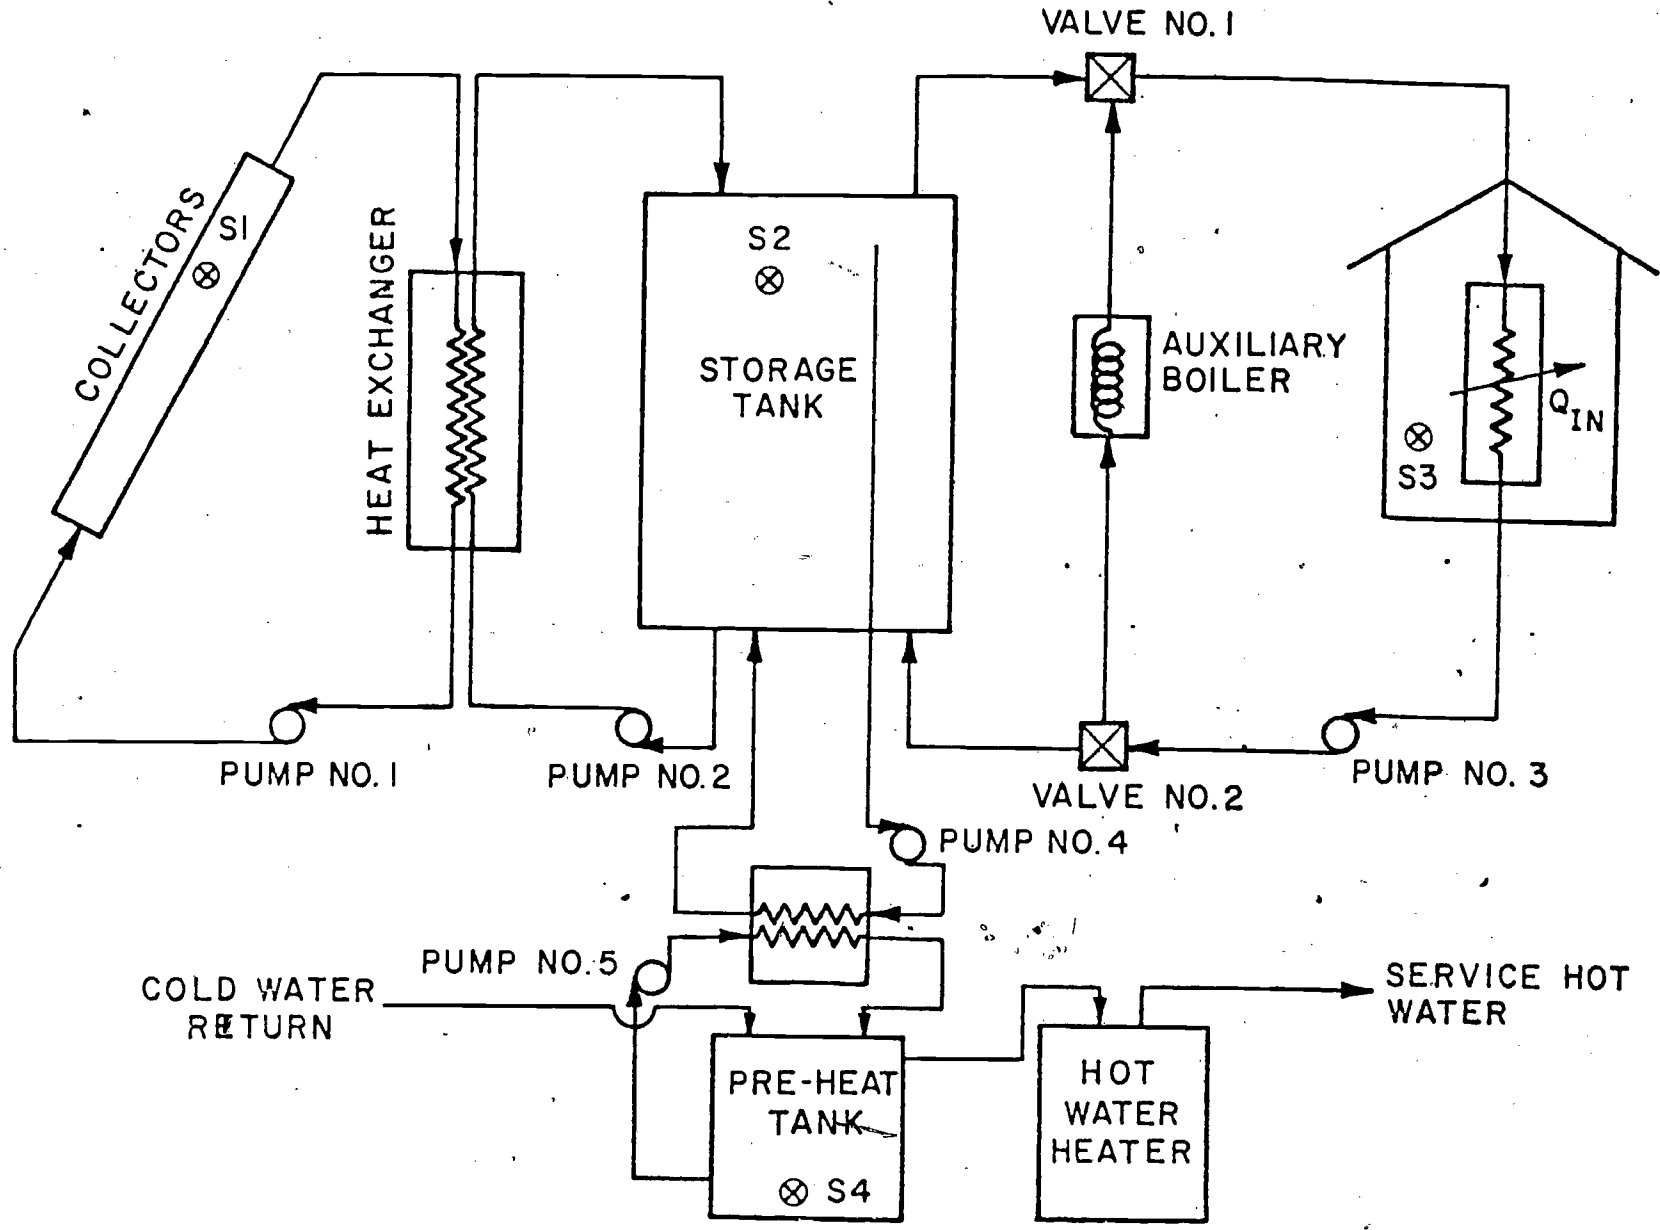 VALVE NO. 1
COLLECTORS
S1
HEAT EXCHANGER
S2
STORAGE
TANK
AUXILIARY
BOILER
Q IN
S3
PUMP NO. 1
PUMP NO. 2
VALVE NO. 2
PUMP NO. 3
PUMP NO. 4
PUMP NO. 5
COLD WATER
RETURN
SERVICE HOT
WATER
PRE-HEAT
TANK
S4
HOT
WATER
HEATER